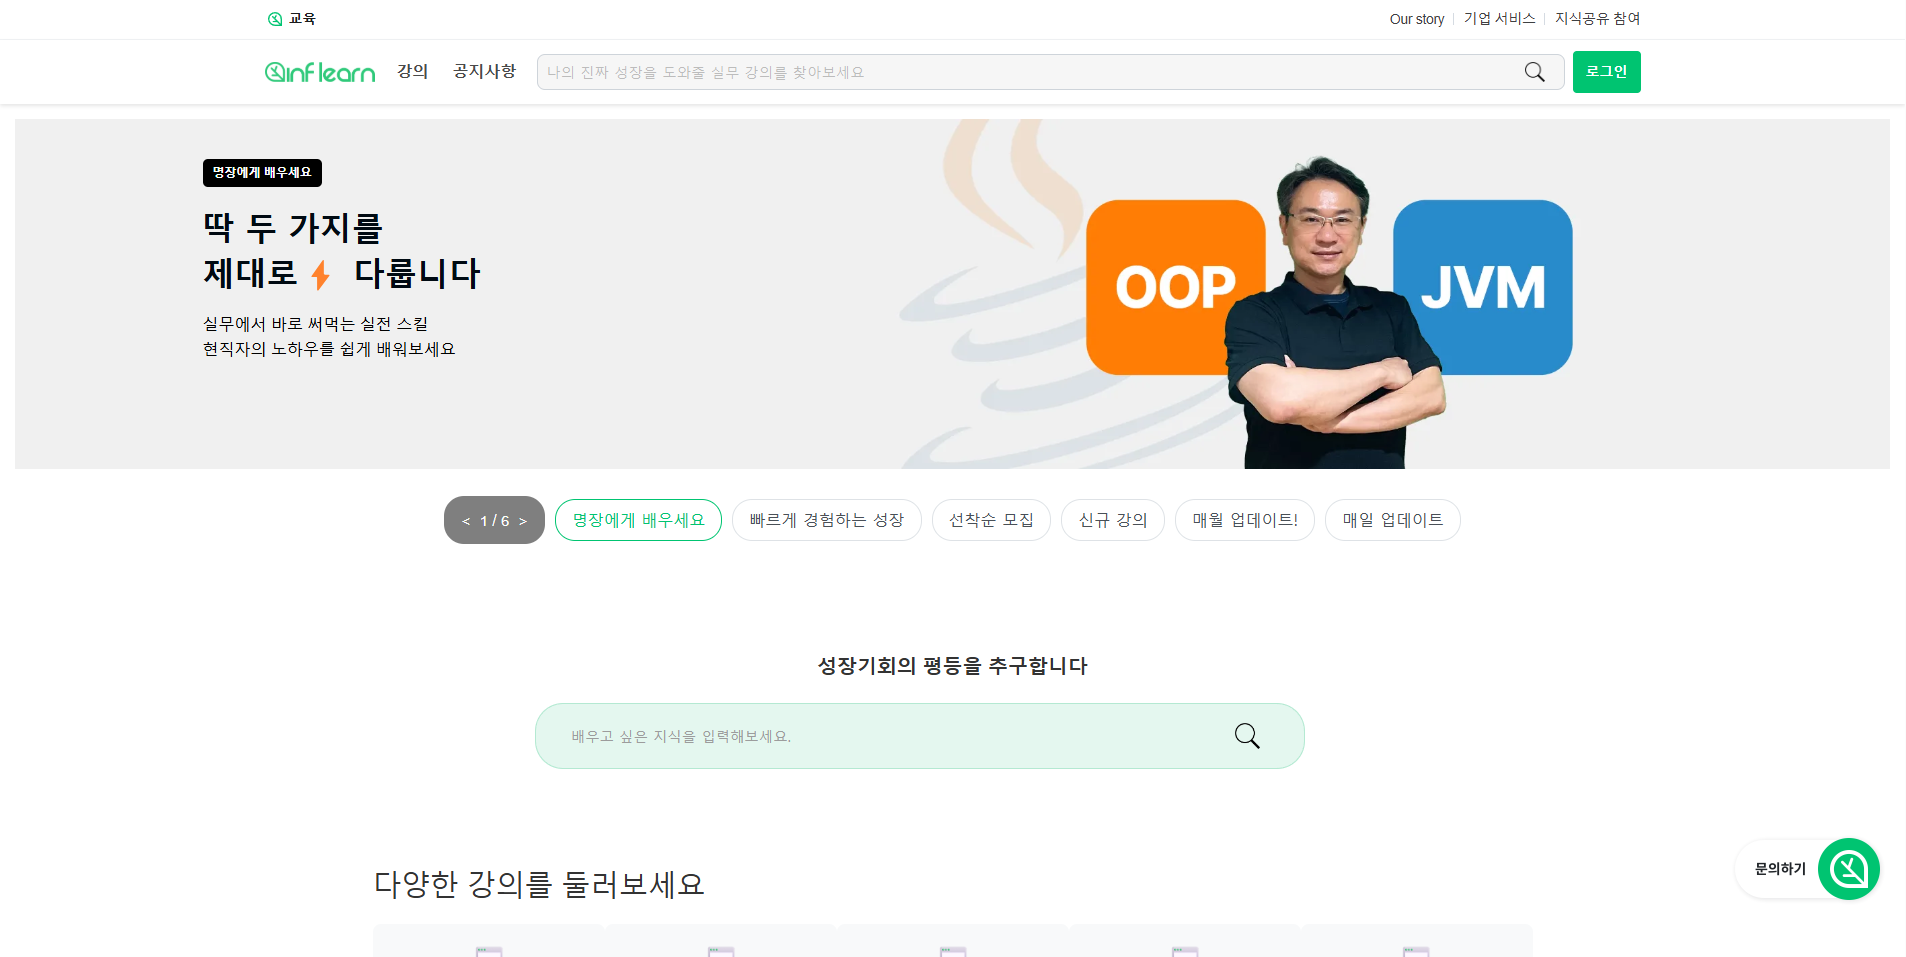 교육
Our story
기업 서비스
지식공유 참여
inflearn
강의
공지사항
나의 진짜 성장을 도와줄 실무 강의를 찾아보세요
로그인
명장에게 배우세요
딱 두 가지를
제대로 다룹니다
실무에서 바로 써먹는 실전 스킬
현직자의 노하우를 쉽게 배워보세요
OOP
JVM
< 1 / 6 >
명장에게 배우세요
빠르게 경험하는 성장
선착순 모집
신규 강의
매월 업데이트!
매일 업데이트
성장기회의 평등을 추구합니다
배우고 싶은 지식을 입력해보세요.
문의하기
다양한 강의를 둘러보세요